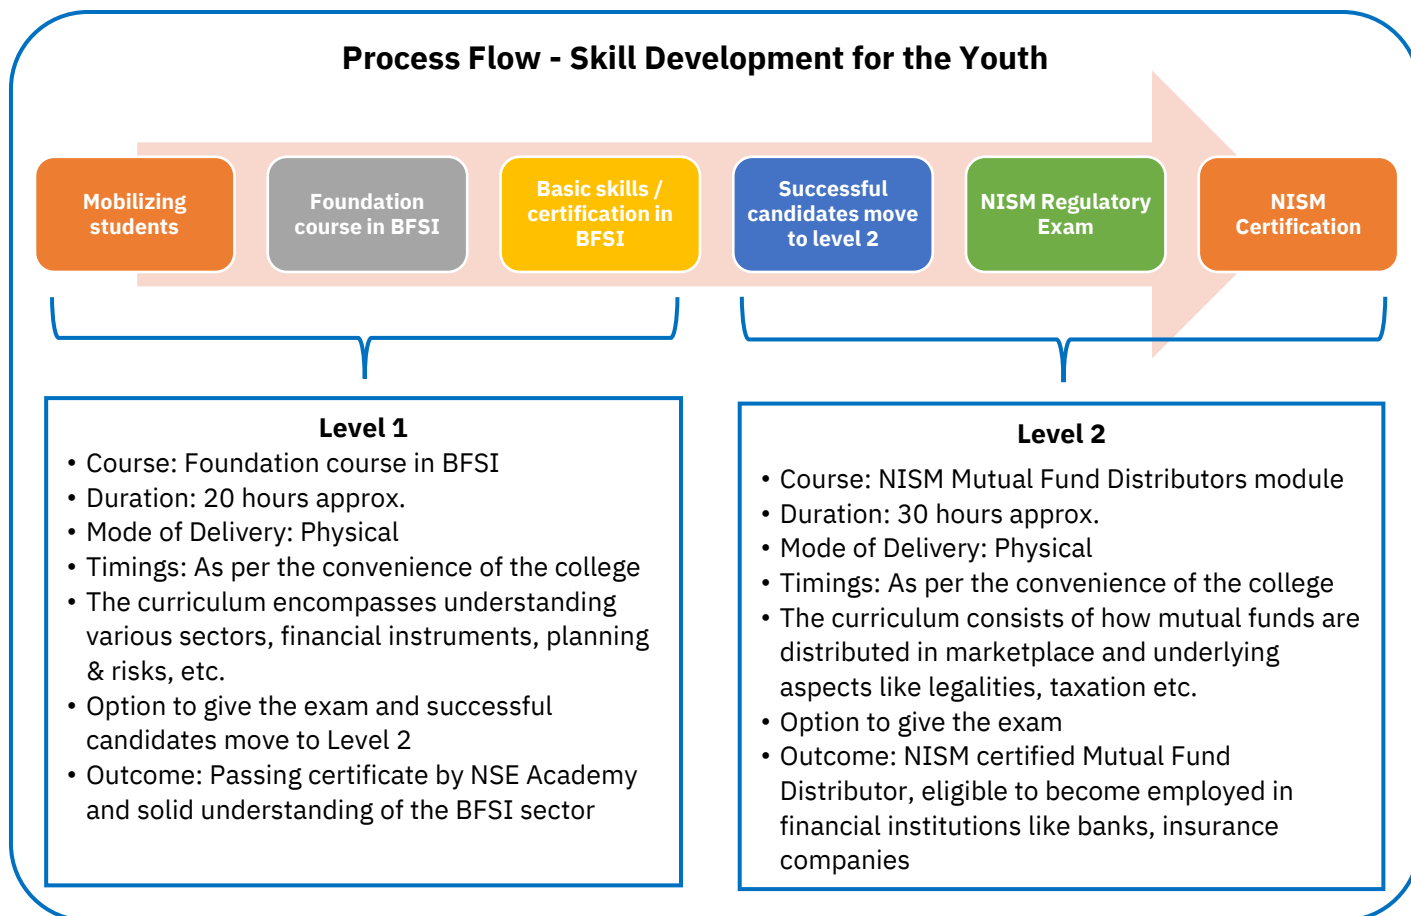 Process Flow - Skill Development for the Youth
Mobilizing
students
Foundation
course in BFSI
Basic skills /
certification in
BFSI
Successful
candidates move
to level 2
NISM Regulatory
Exam
NISM
Certification
Level 1
• Course: Foundation course in BFSI
• Duration: 20 hours approx.
• Mode of Delivery: Physical
• Timings: As per the convenience of the college
• The curriculum encompasses understanding
various sectors, financial instruments, planning
& risks, etc.
• Option to give the exam and successful
candidates move to Level 2
• Outcome: Passing certificate by NSE Academy
and solid understanding of the BFSI sector
Level 2
• Course: NISM Mutual Fund Distributors module
• Duration: 30 hours approx.
• Mode of Delivery: Physical
• Timings: As per the convenience of the college
• The curriculum consists of how mutual funds are
distributed in marketplace and underlying
aspects like legalities, taxation etc.
• Option to give the exam
• Outcome: NISM certified Mutual Fund
Distributor, eligible to become employed in
financial institutions like banks, insurance
companies